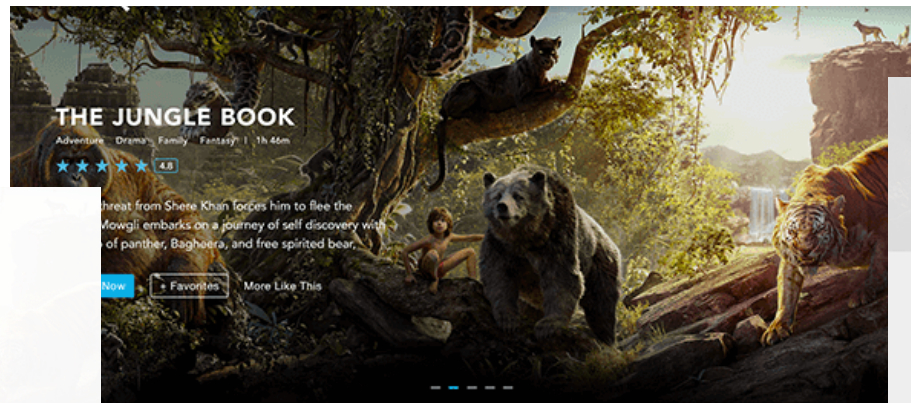 THE JUNGLE BOOK
Adventure Drama Family Fantasy | 1h 46m
4.8
threat from Shere Khan forces him to flee the
Mowgli embarks on a journey of self discovery with
of panther, Bagheera, and free spirited bear,
Now
+ Favorites
More Like This